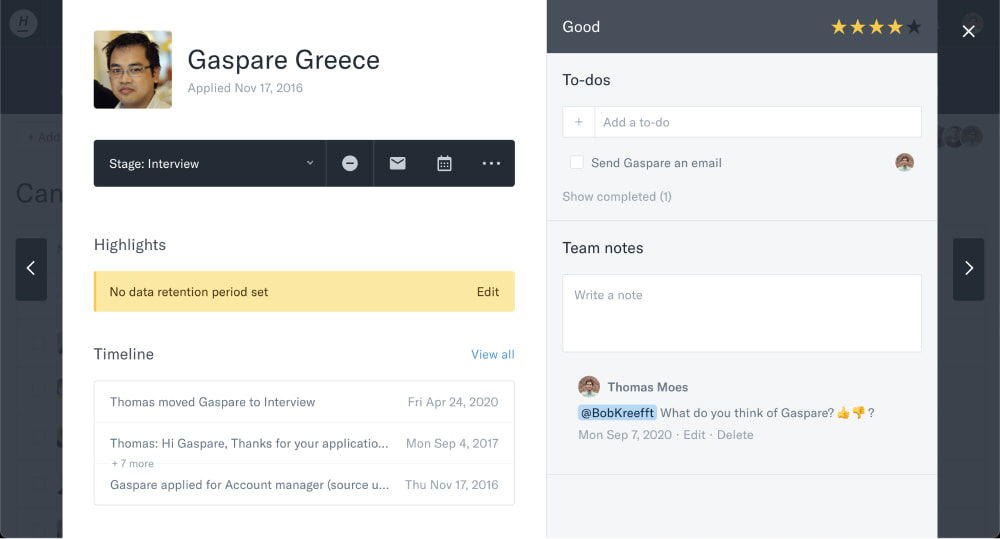 H
+ Add
Can
Gaspare Greece
Applied Nov 17, 2016
Stage: Interview
Highlights
No data retention period set
Edit
Timeline
View all
Thomas moved Gaspare to Interview
Fri Apr 24, 2020
Thomas: Hi Gaspare, Thanks for your applicatio...
Mon Sep 4, 2017
+ 7 more
Gaspare applied for Account manager (source u...
Thu Nov 17, 2016
Good
To-dos
+ Add a to-do
Send Gaspare an email
Show completed (1)
Team notes
Write a note
Thomas Moes
@BobKreefft What do you think of Gaspare? 👍👎 ?
Mon Sep 7, 2020 · Edit · Delete